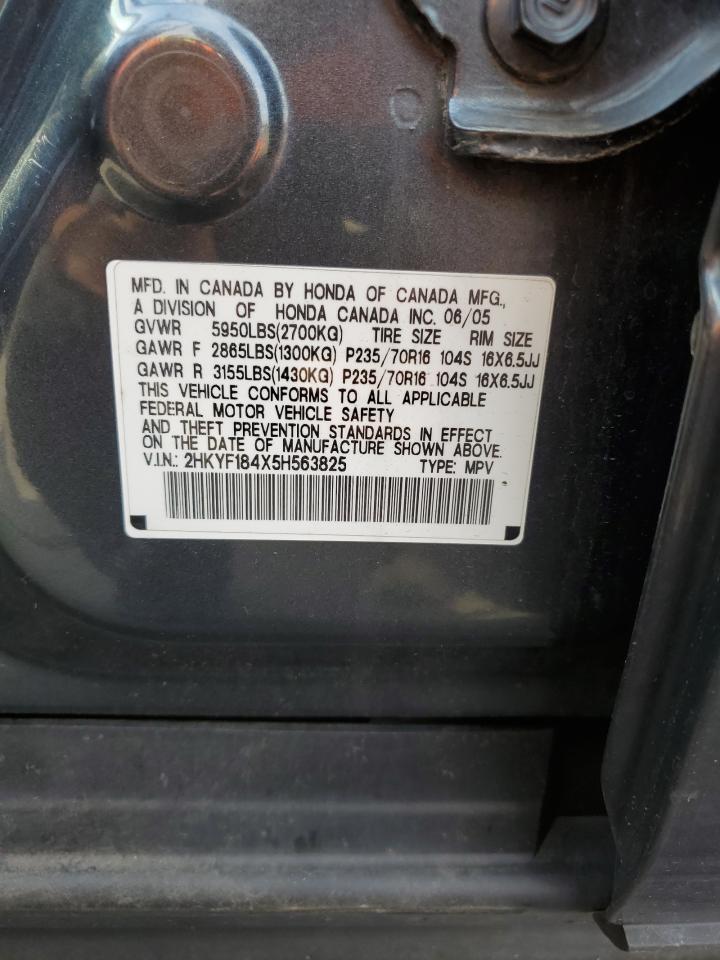 MFD. IN CANADA BY HONDA OF CANADA MFG.,
A DIVISION OF HONDA CANADA INC. 06/05
GVWR 5950LBS(2700KG) TIRE SIZE RIM SIZE
GAWR F 2865LBS(1300KG) P235/70R16 104S 16X6.5JJ
GAWR R 3155LBS(1430KG) P235/70R16 104S 16X6.5JJ
THIS VEHICLE CONFORMS TO ALL APPLICABLE
FEDERAL MOTOR VEHICLE SAFETY
AND THEFT PREVENTION STANDARDS IN EFFECT
ON THE DATE OF MANUFACTURE SHOWN ABOVE.
V.I.N.: 2HKYF184X5H563825 TYPE: MPV